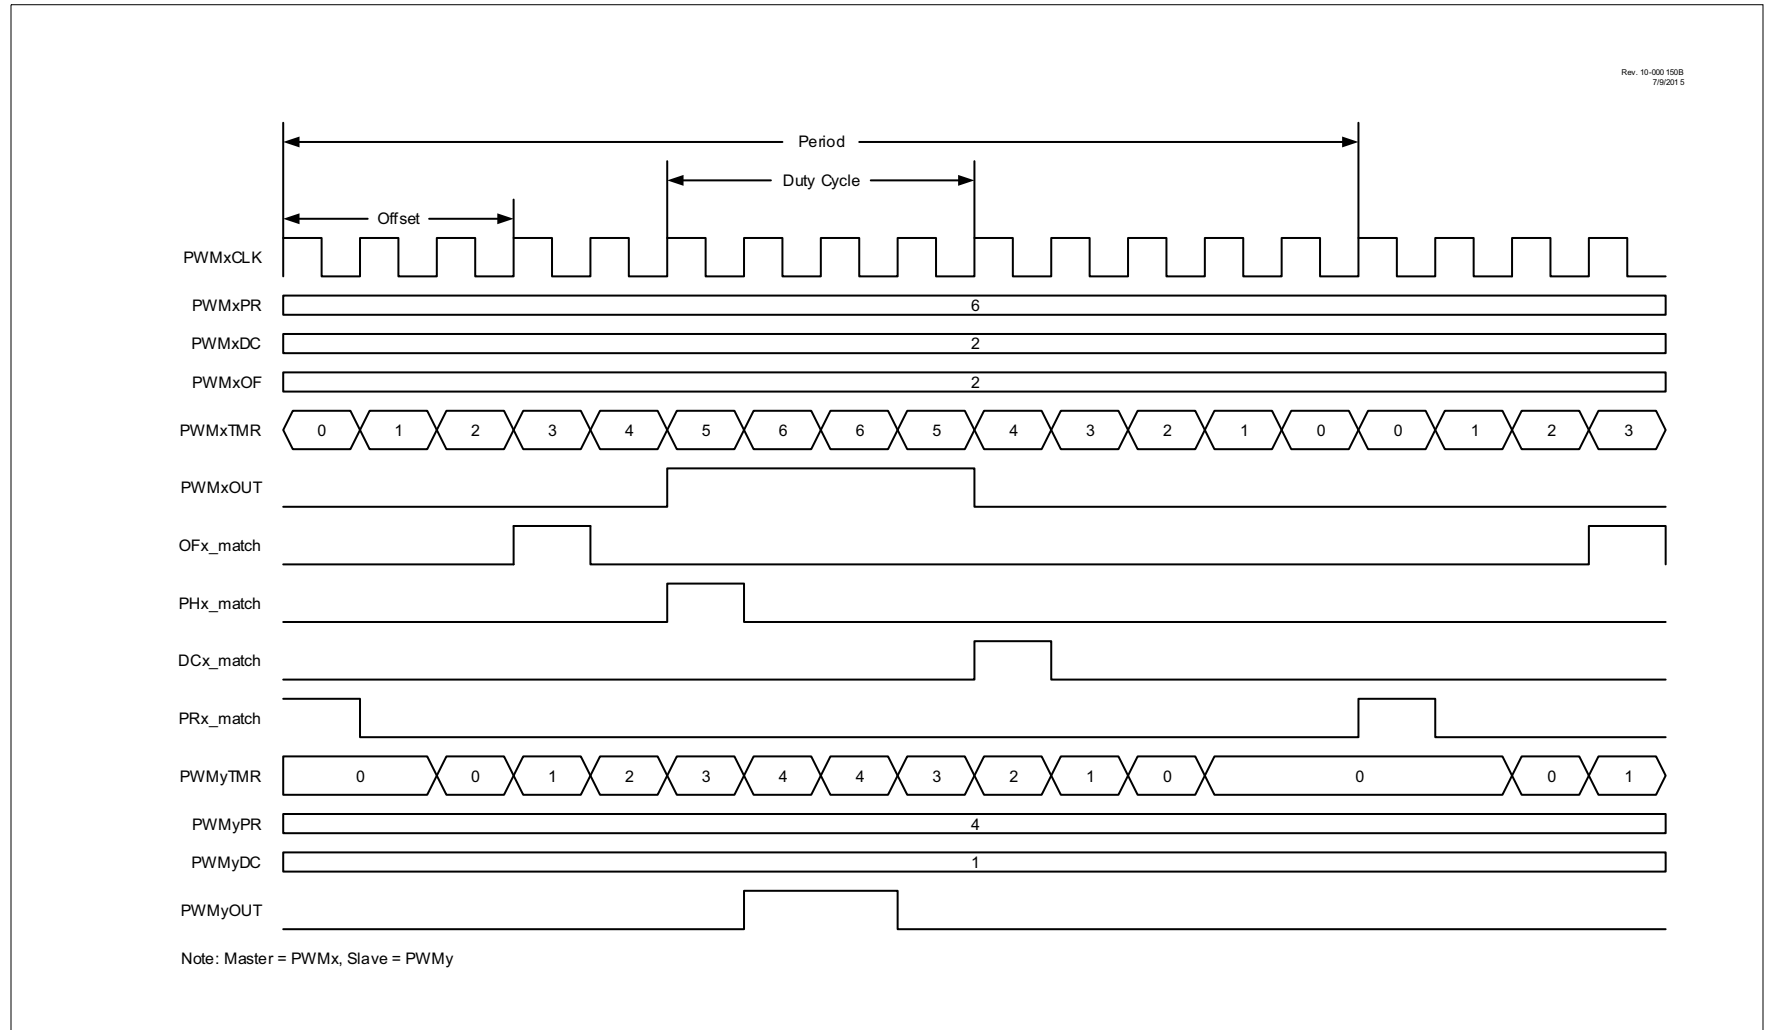 Rev. 10-000 150B
7/9/201 5
Period
Duty Cycle
Offset
PWMxCLK
PWMxPR 6
PWMxDC 2
PWMxOF 2
PWMxTMR 0 1 2 3 4 5 6 6 5 4 3 2 1 0 0 1 2 3
PWMxOUT
OFx_match
PHx_match
DCx_match
PRx_match
PWMyTMR 0 0 1 2 3 4 4 3 2 1 0 0 0 1
PWMyPR 4
PWMyDC 1
PWMyOUT
Note: Master = PWMx, Slave = PWMy